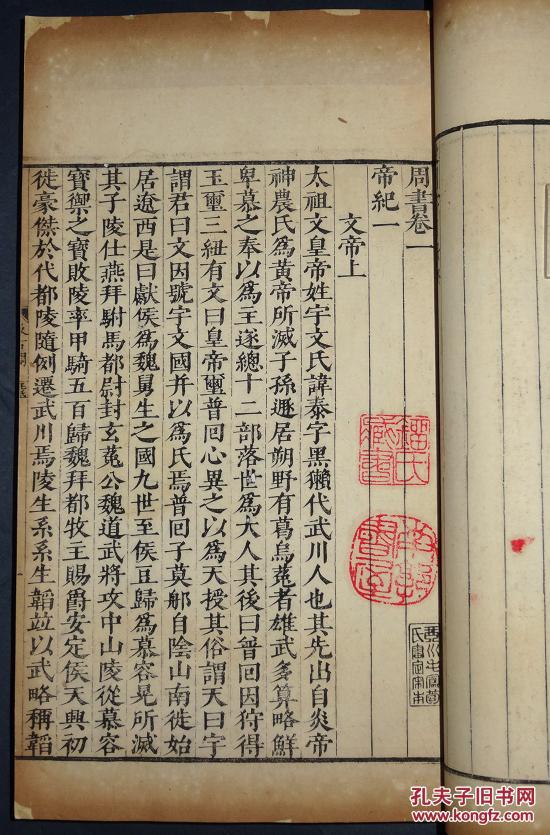 周書卷一
帝紀一
文帝上
太祖文皇帝姓宇文氏諱泰字黑獺代武川人也其先出自炎帝
神農氏爲黃帝所滅子孫遯居朔野有葛烏菟者雄武多算略鮮
卑慕之奉以爲主遂總十二部落世爲大人其後曰普回因狩得
玉璽三紐有文曰皇帝璽普回心異之以爲天授其俗謂天曰宇
謂君曰文因號宇文國并以爲氏焉普回子莫那自陰山南徙始
居遼西是曰獻侯爲魏舅生之國九世至侯豆歸爲慕容晃所滅
其子陵仕燕拜駙馬都尉封玄菟公魏道武將攻中山陵從慕容
寶禦之寶敗陵率甲騎五百歸魏拜都牧主賜爵安定侯天興初
徙豪傑於代都陵隨例遷武川焉陵生系系生韜竝以武略稱韜
藏書
孔夫子旧书网
www.kongfz.com